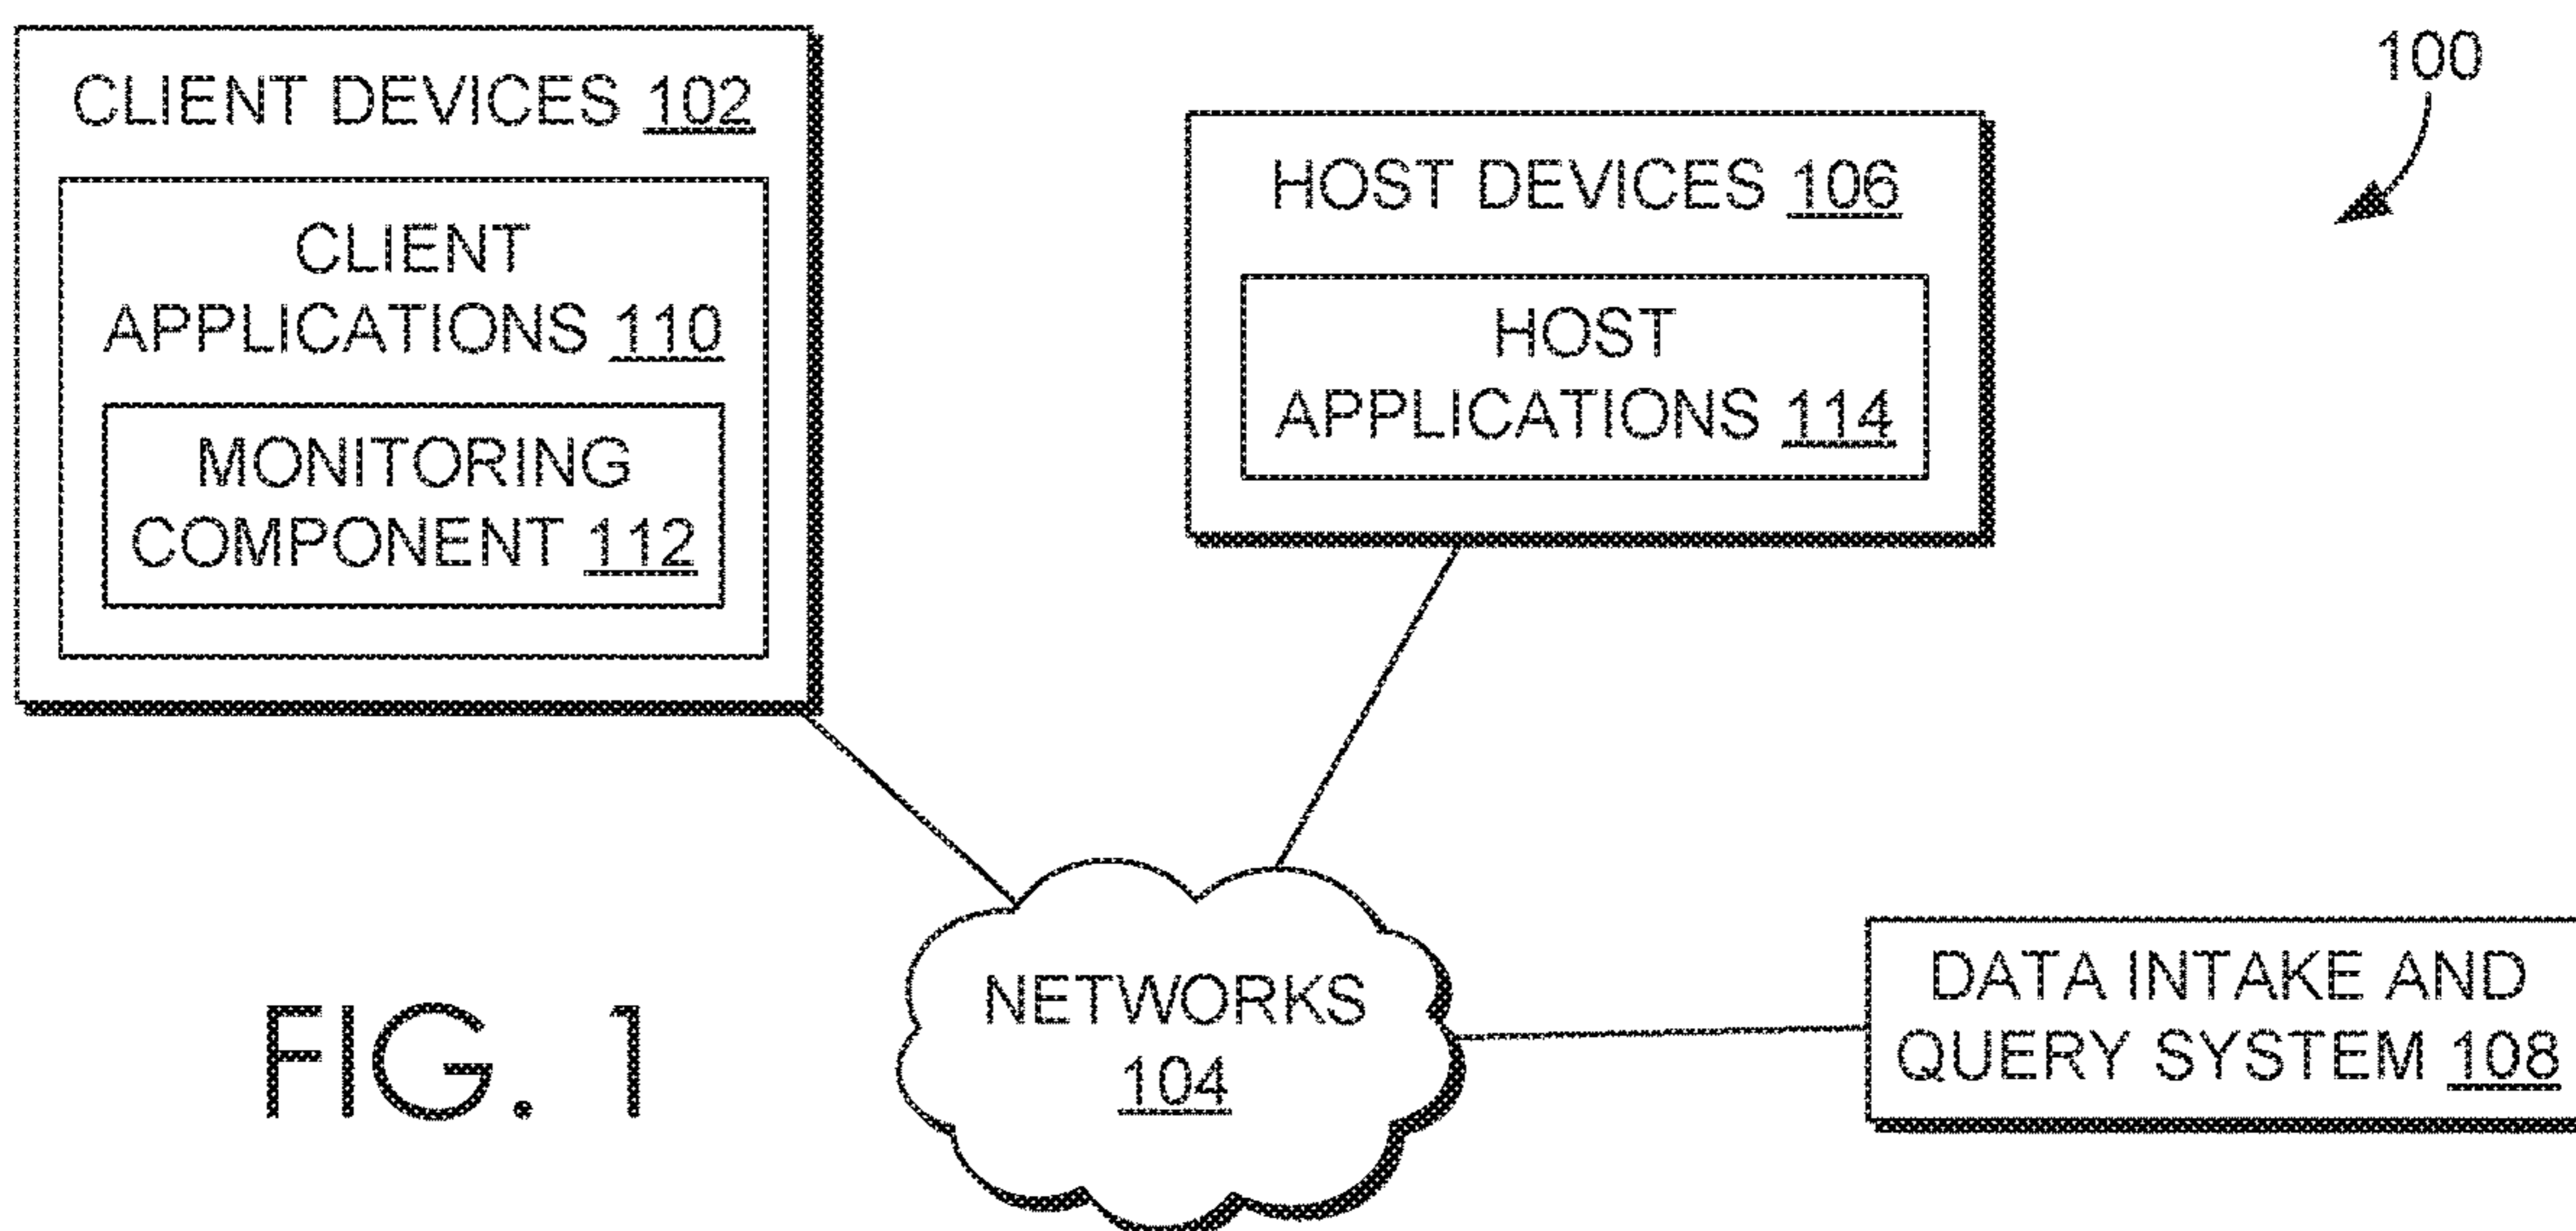 100
CLIENT DEVICES 102
CLIENT
APPLICATIONS 110
MONITORING
COMPONENT 112
HOST DEVICES 106
HOST
APPLICATIONS 114
NETWORKS
104
DATA INTAKE AND
QUERY SYSTEM 108
FIG. 1